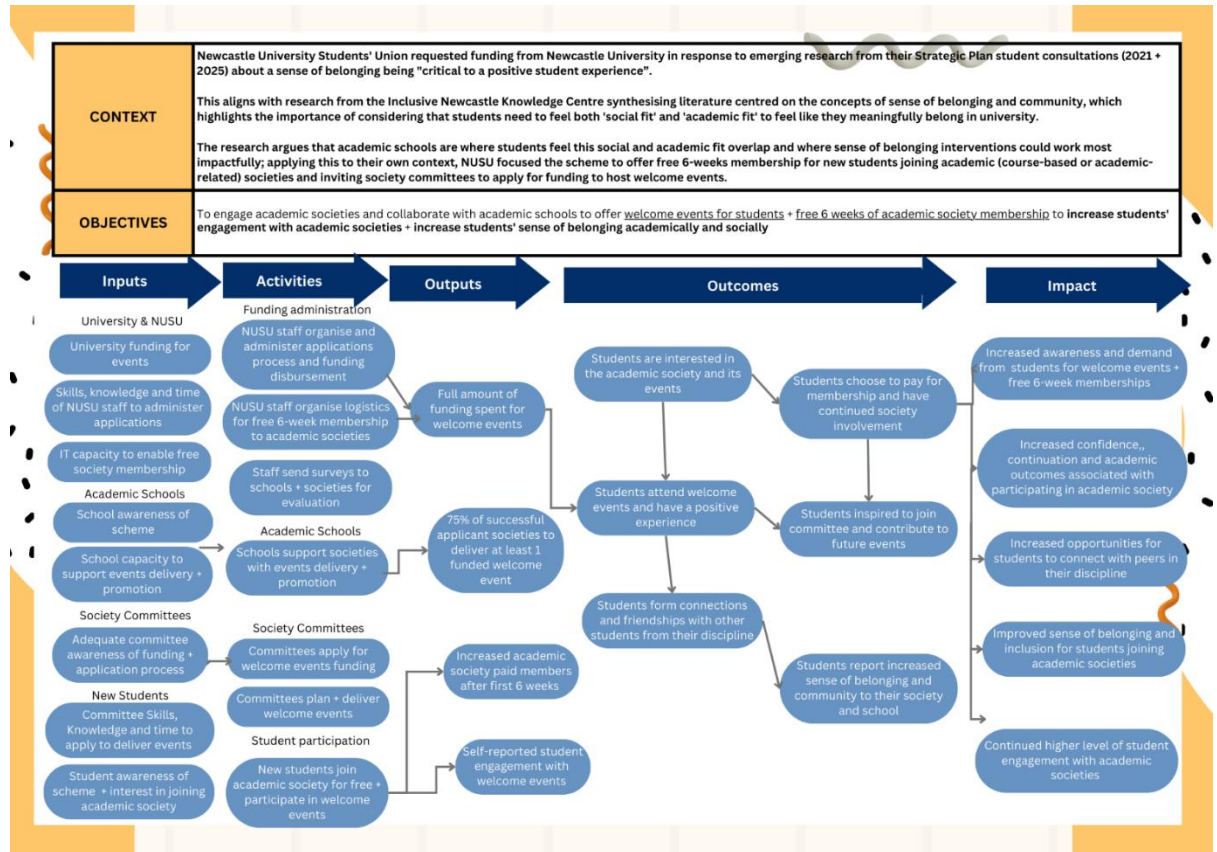 CONTEXT
Newcastle University Students' Union requested funding from Newcastle University in response to emerging research from their Strategic Plan student consultations (2021 +
2025) about a sense of belonging being "critical to a positive student experience".
This aligns with research from the Inclusive Newcastle Knowledge Centre synthesising literature centred on the concepts of sense of belonging and community, which
highlights the importance of considering that students need to feel both 'social fit' and 'academic fit' to feel like they meaningfully belong in university.
The research argues that academic schools are where students feel this social and academic fit overlap and where sense of belonging interventions could work most
impactfully; applying this to their own context, NUSU focused the scheme to offer free 6-weeks membership for new students joining academic (course-based or academic-
related) societies and inviting society committees to apply for funding to host welcome events.
OBJECTIVES
To engage academic societies and collaborate with academic schools to offer welcome events for students + free 6 weeks of academic society membership to increase students'
engagement with academic societies + increase students' sense of belonging academically and socially
Inputs
University & NUSU
University funding for
events
Skills, knowledge and time
of NUSU staff to administer
applications
IT capacity to enable free
society membership
Academic Schools
School awareness of
scheme
School capacity to
support events delivery +
promotion
Society Committees
Adequate committee
awareness of funding +
application process
New Students
Committee Skills,
Knowledge and time to
apply to deliver events
Student awareness of
scheme + interest in joining
academic society
Activities
Funding administration
NUSU staff organise and
administer applications
process and funding
disbursement
NUSU staff organise logistics
for free 6-week membership
to academic societies
Staff send surveys to
schools + societies for
evaluation
Academic Schools
Schools support societies
with events delivery +
promotion
Society Committees
Committees apply for
welcome events funding
Committees plan + deliver
welcome events
Student participation
New students join
academic society for free +
participate in welcome
events
Outputs
Full amount of
funding spent for
welcome events
75% of successful
applicant societies to
deliver at least 1
funded welcome
event
Increased academic
society paid members
after first 6 weeks
Self-reported student
engagement with
welcome events
Outcomes
Students are interested in
the academic society and its
events
Students attend welcome
events and have a positive
experience
Students form connections
and friendships with other
students from their discipline
Students choose to pay for
membership and have
continued society
involvement
Students inspired to join
committee and contribute to
future events
Students report increased
sense of belonging and
community to their society
and school
Impact
Increased awareness and demand
from students for welcome events +
free 6-week memberships
Increased confidence,,
continuation and academic
outcomes associated with
participating in academic society
Increased opportunities for
students to connect with peers in
their discipline
Improved sense of belonging and
inclusion for students joining
academic societies
Continued higher level of student
engagement with academic
societies